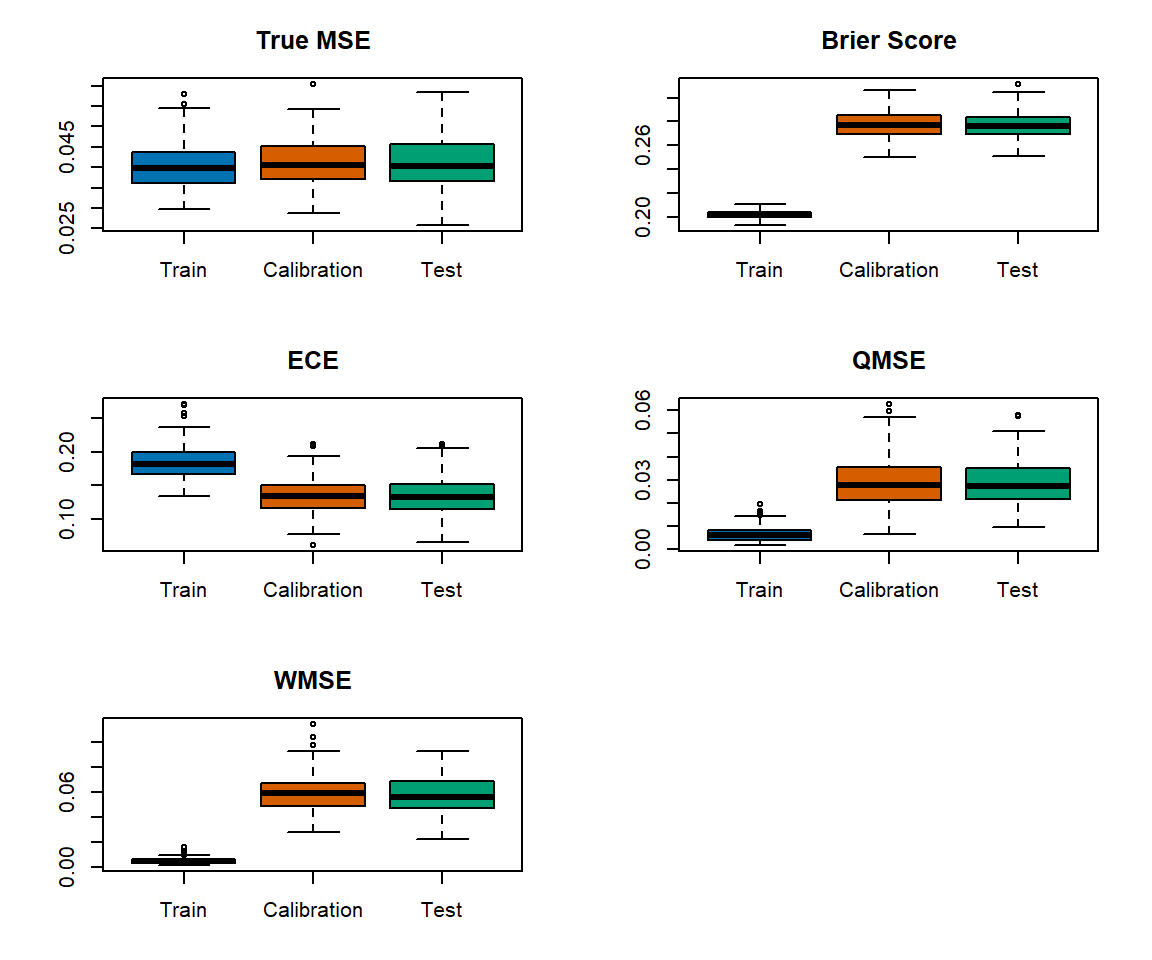 True MSE
0.045
0.025
Train Calibration Test
Brier Score
0.26
0.20
Train Calibration Test
ECE
0.20
0.10
Train Calibration Test
QMSE
0.06
0.03
0.00
Train Calibration Test
WMSE
0.06
0.00
Train Calibration Test